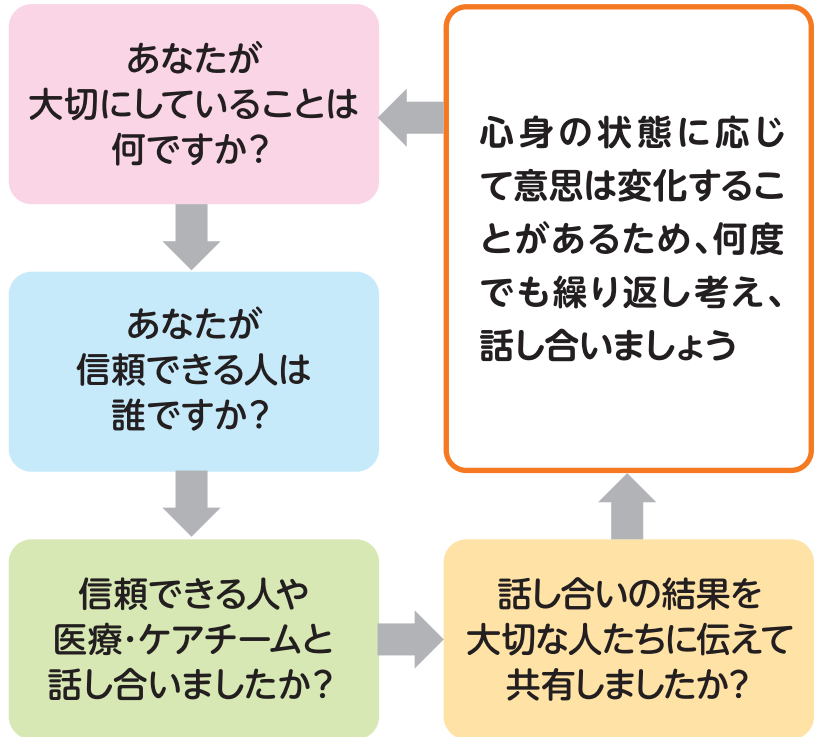 あなたが
大切にしていることは
何ですか？
あなたが
信頼できる人は
誰ですか？
信頼できる人や
医療・ケアチームと
話し合いましたか？
話し合いの結果を
大切な人たちに伝えて
共有しましたか？
心身の状態に応じ
て意思は変化するこ
とがあるため、何度
でも繰り返し考え、
話し合いましょう